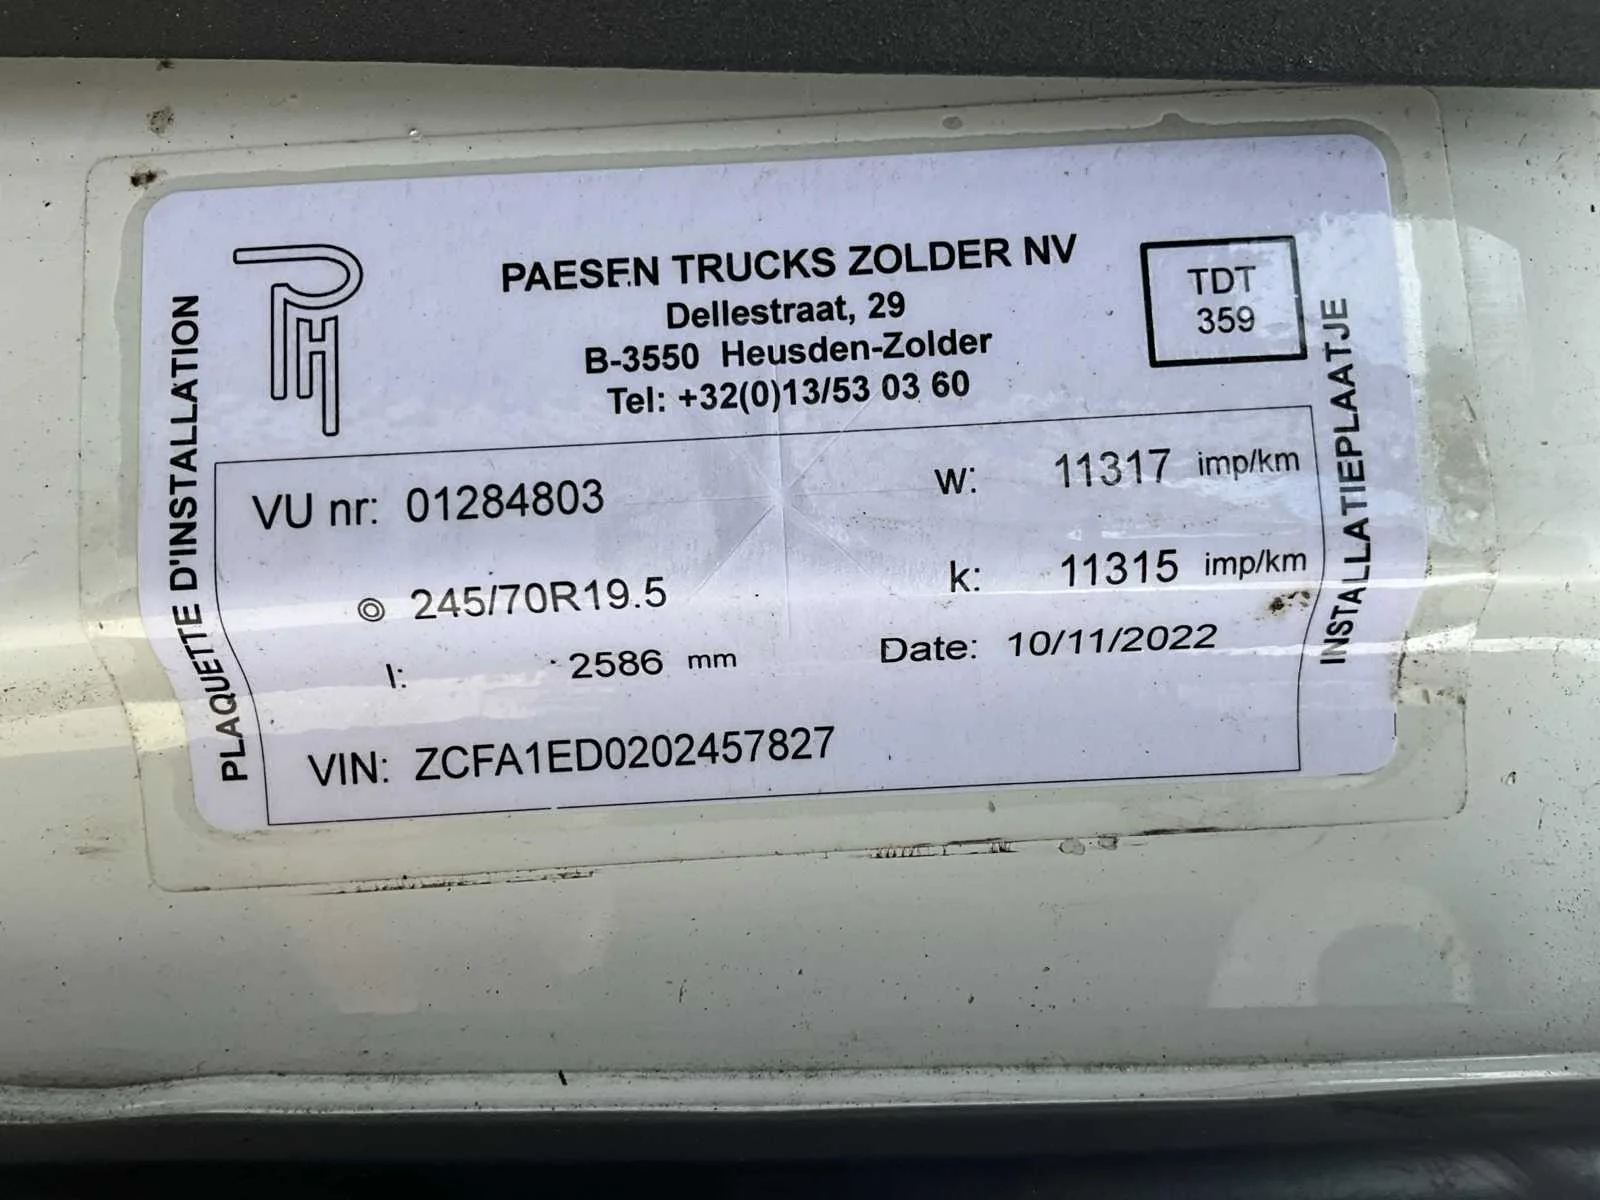 PAESEN TRUCKS ZOLDER NV
Dellestraat, 29
B-3550 Heusden-Zolder
Tel: +32(0)13/53 03 60
TDT
359
PLAQUETTE D'INSTALLATION
INSTALLATIEPLAATJE
VU nr: 01284803
w: 11317 imp/km
245/70R19.5
k: 11315 imp/km
l: 2586 mm
Date: 10/11/2022
VIN: ZCFA1ED0202457827